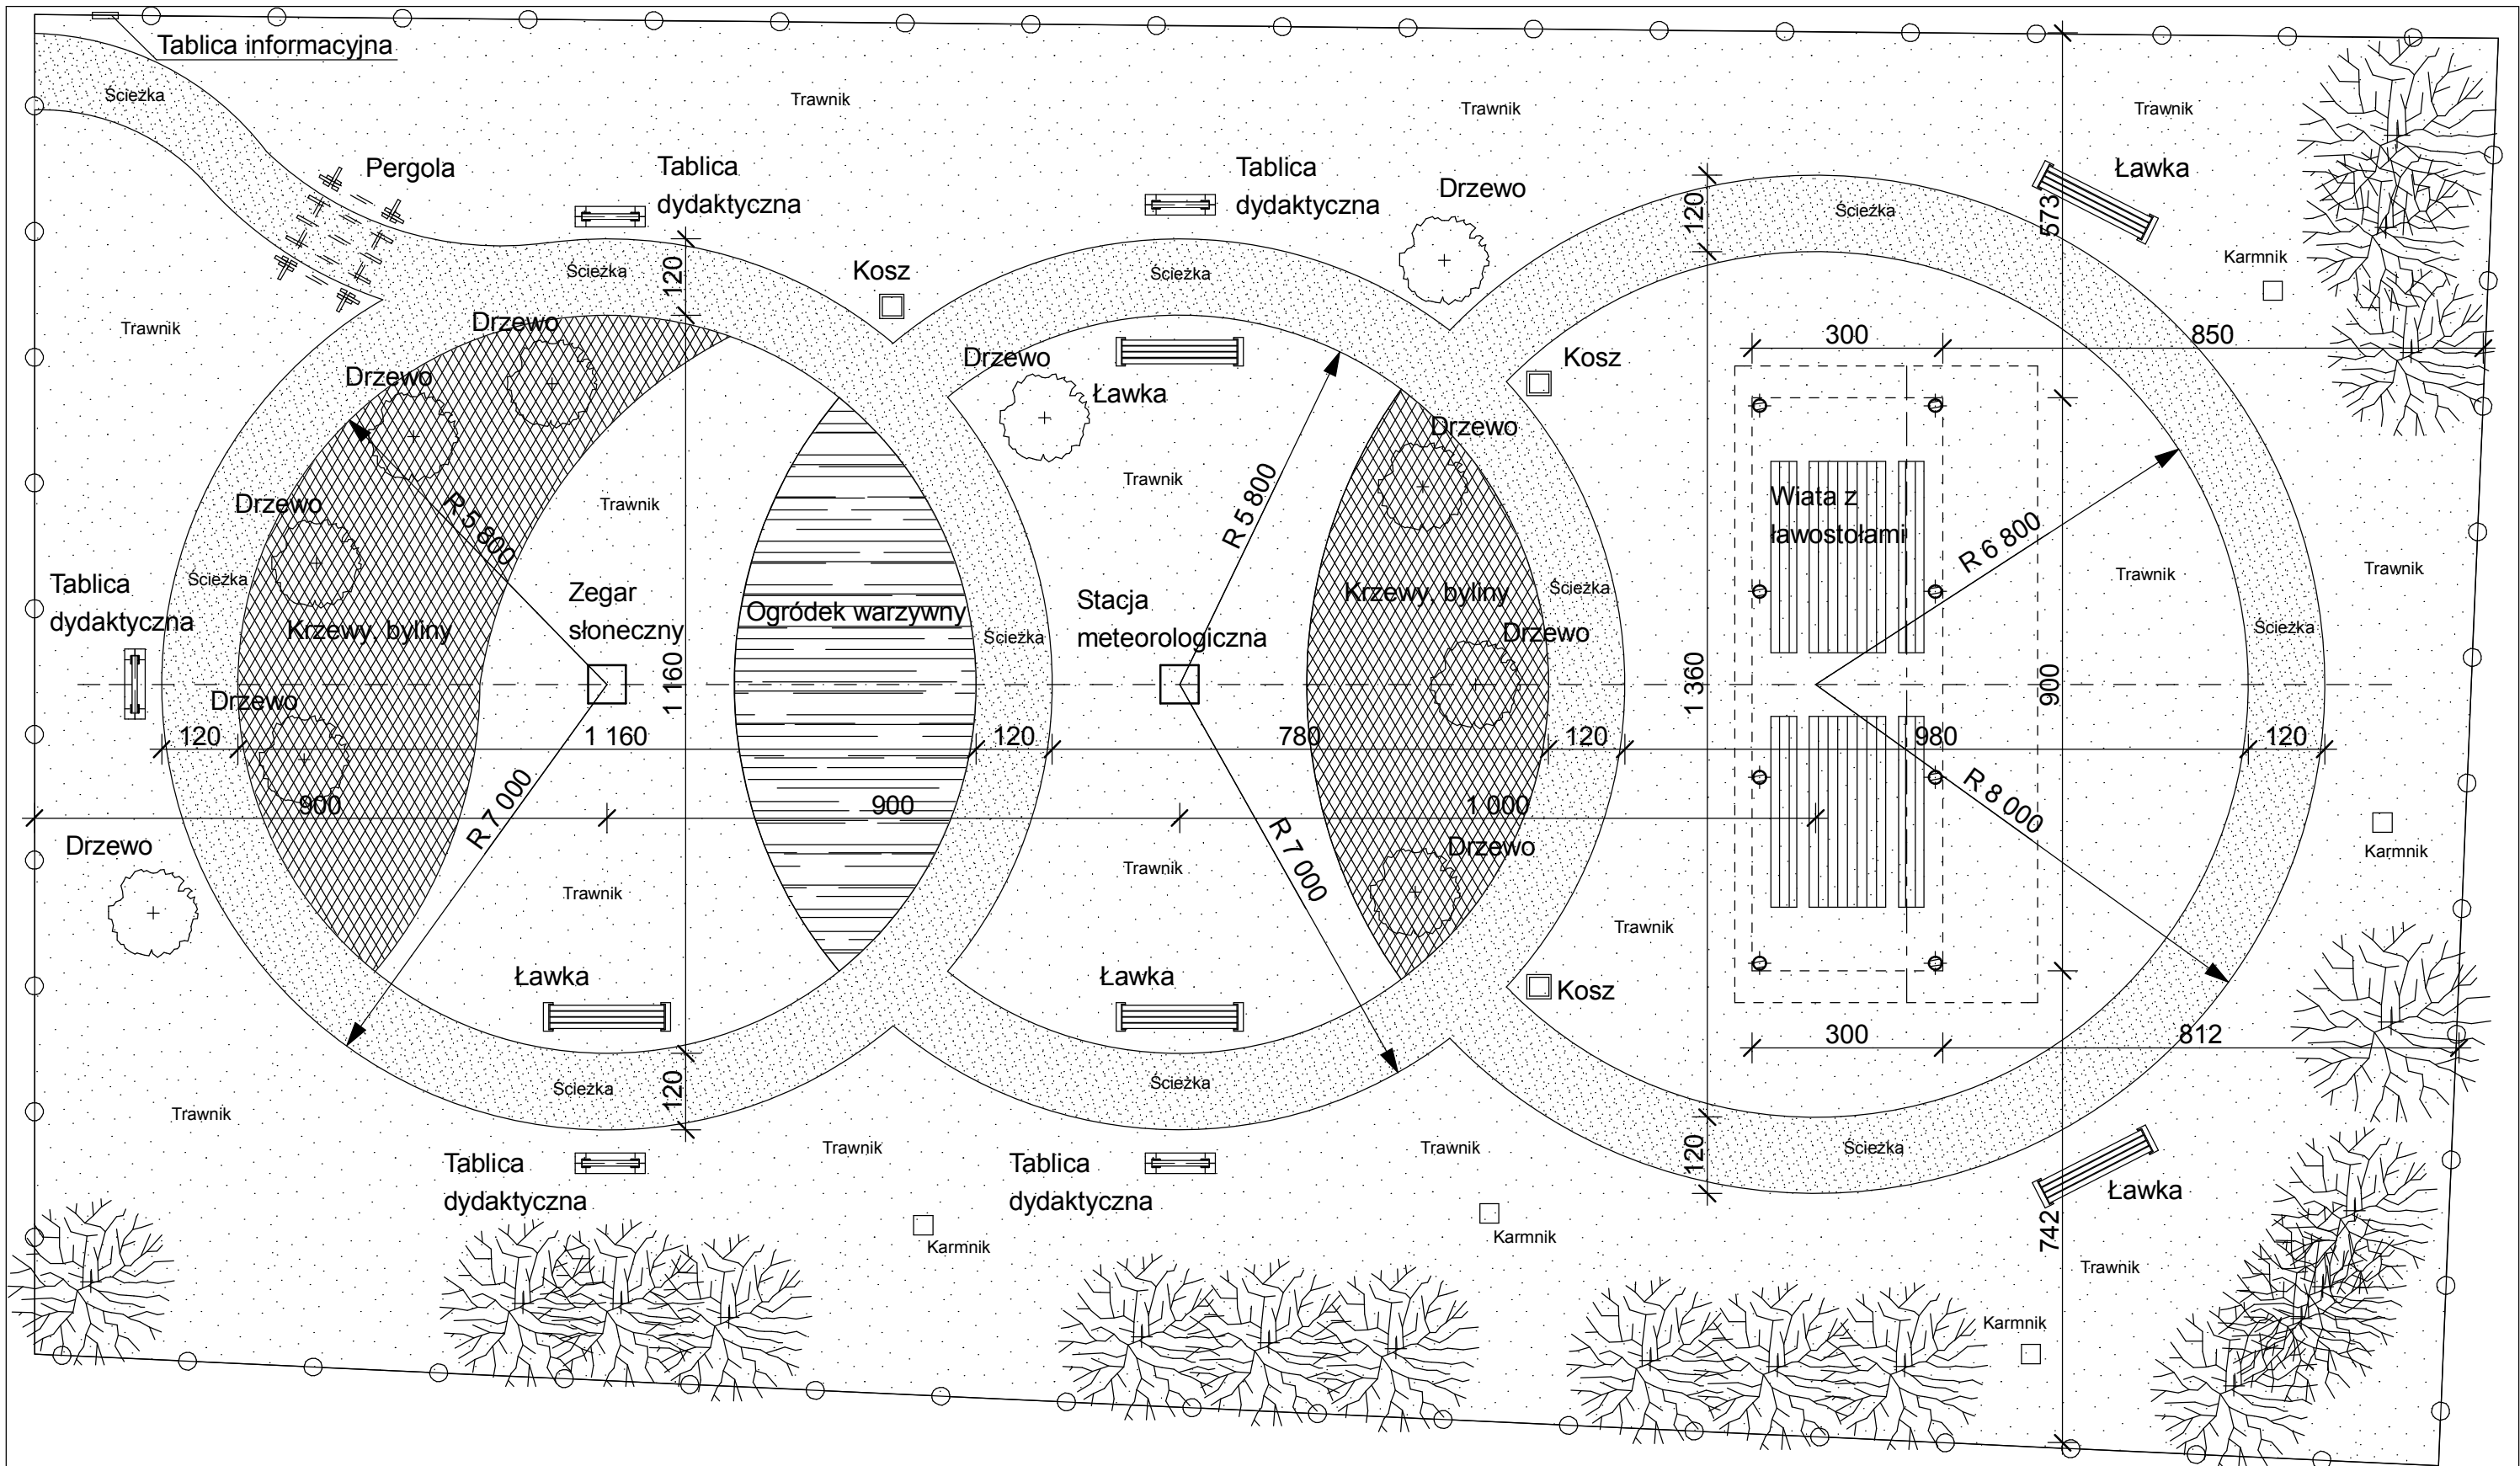 Tablica informacyjna
Ścieżka
Trawnik
Trawnik
Trawnik
Pergola
Tablica
dydaktyczna
Tablica
dydaktyczna
Drzewo
Ławka
120
Ścieżka
573
Karmnik
Ścieżka
120
Kosz
Ścieżka
Trawnik
Drzewo
Drzewo
Drzewo
Ławka
Kosz
300
850
Drzewo
Drzewo
Trawnik
Trawnik
R 5 800
R 5 800
Wiata z
ławostołami
R 6 800
Tablica
dydaktyczna
Ścieżka
Krzewy, byliny
Zegar
słoneczny
Ogródek warzywny
Ścieżka
Stacja
meteorologiczna
Krzewy, byliny
Ścieżka
Drzewo
Trawnik
Trawnik
Ścieżka
Drzewo
1 160
1 360
900
120
1 160
120
780
120
980
120
900
R 7 000
900
R 7 000
1 000
R 8 000
Drzewo
Drzewo
Karmnik
Trawnik
Trawnik
Trawnik
Ławka
Ławka
Kosz
300
812
120
Ścieżka
Ścieżka
Trawnik
Trawnik
Trawnik
120
Ścieżka
Tablica
dydaktyczna
Tablica
dydaktyczna
Ławka
742
Karmnik
Karmnik
Trawnik
Karmnik